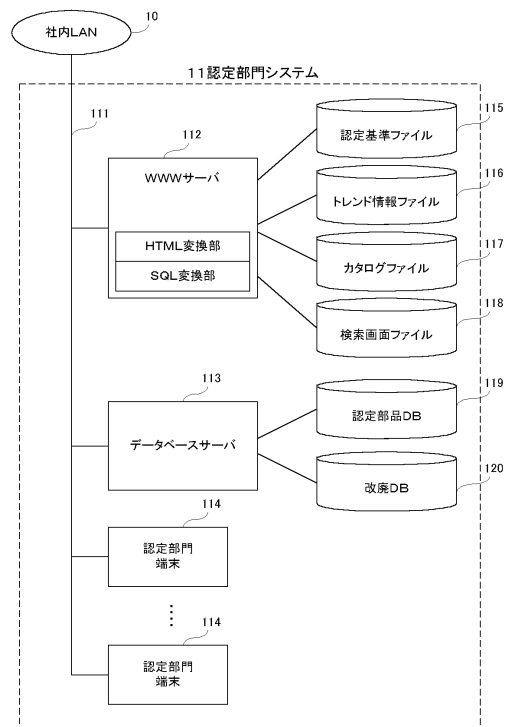 社内LAN
10
11認定部門システム
111
112
WWWサーバ
HTML変換部
SQL変換部
115
認定基準ファイル
116
トレンド情報ファイル
117
カタログファイル
118
検索画面ファイル
113
データベースサーバ
119
認定部品DB
120
改廃DB
114
認定部門
端末
114
認定部門
端末